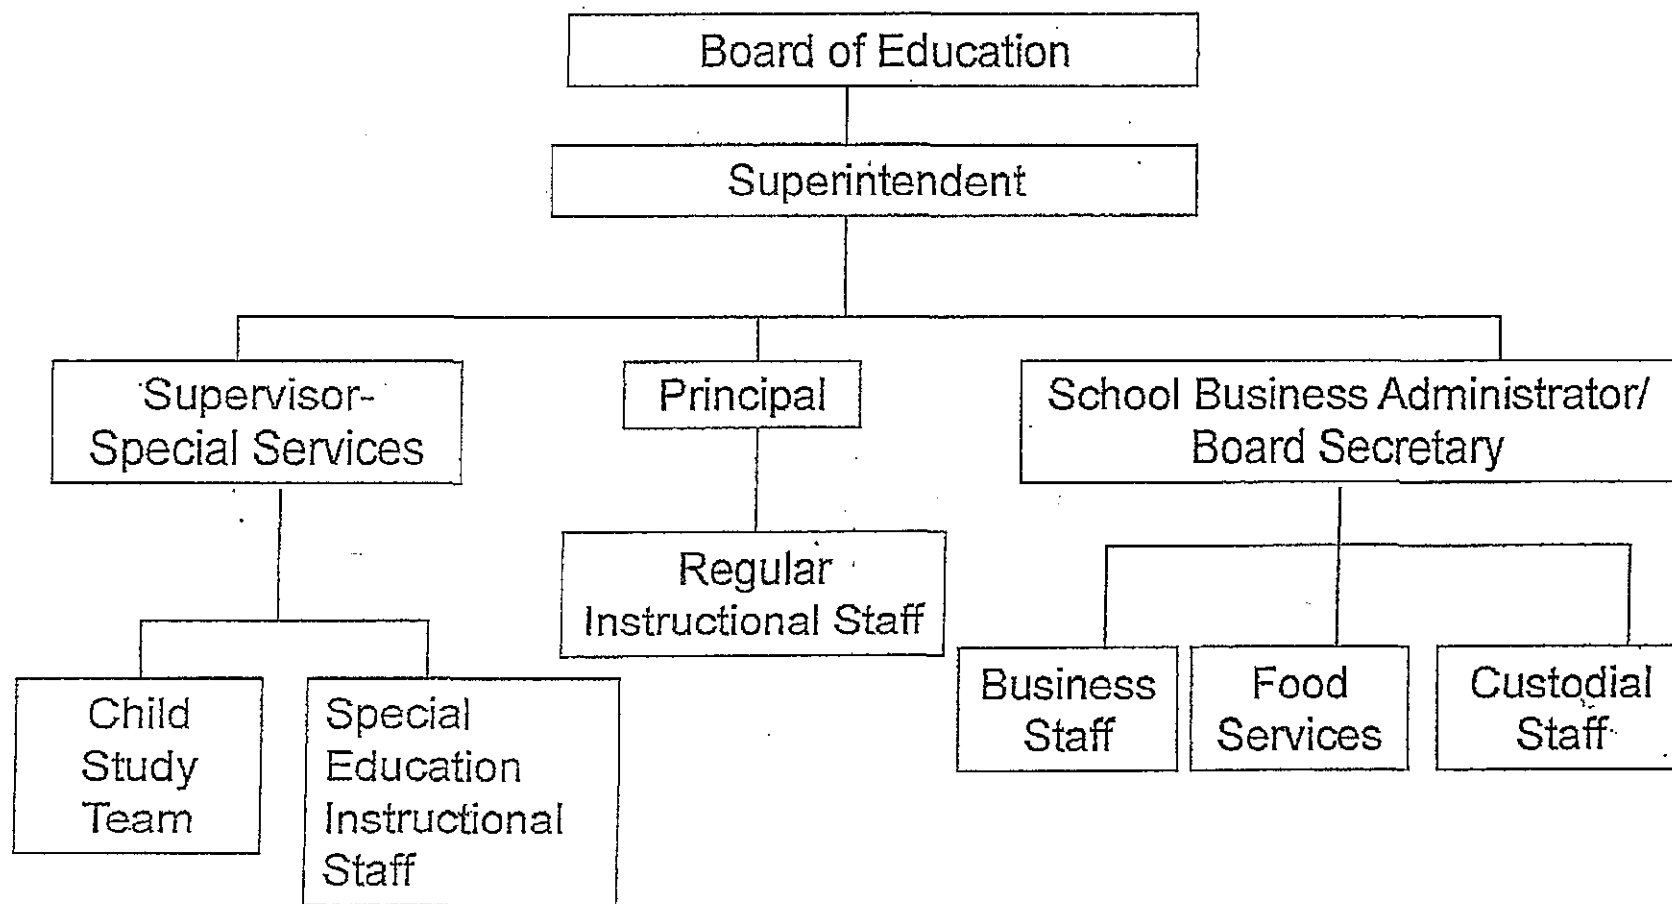 Board of Education
Superintendent
Supervisor-
Special Services
Principal
School Business Administrator/
Board Secretary
Regular
Instructional Staff
Child
Study
Team
Special
Education
Instructional
Staff
Business
Staff
Food
Services
Custodial
Staff